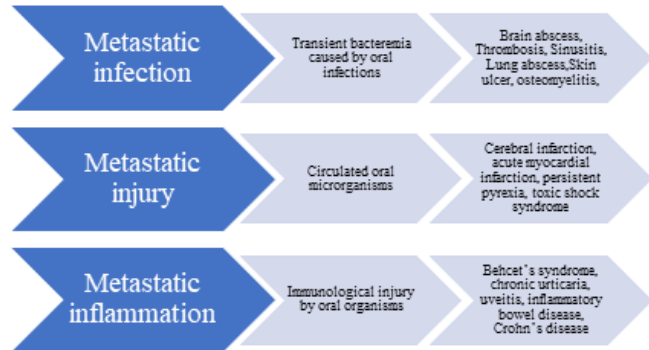 Metastatic
infection
Transient bacteremia
caused by oral
infections
Brain abscess,
Thrombosis, Sinusitis,
Lung abscess,Skin
ulcer, osteomyelitis,
Metastatic
injury
Circulated oral
microrganisms
Cerebral infarction,
acute myocardial
infarction, persistent
pyrexia, toxic shock
syndrome
Metastatic
inflammation
Immunological injury
by oral organisms
Behcet's syndrome,
chronic urticaria,
uveitis, inflammatory
bowel disease,
Crohn's disease